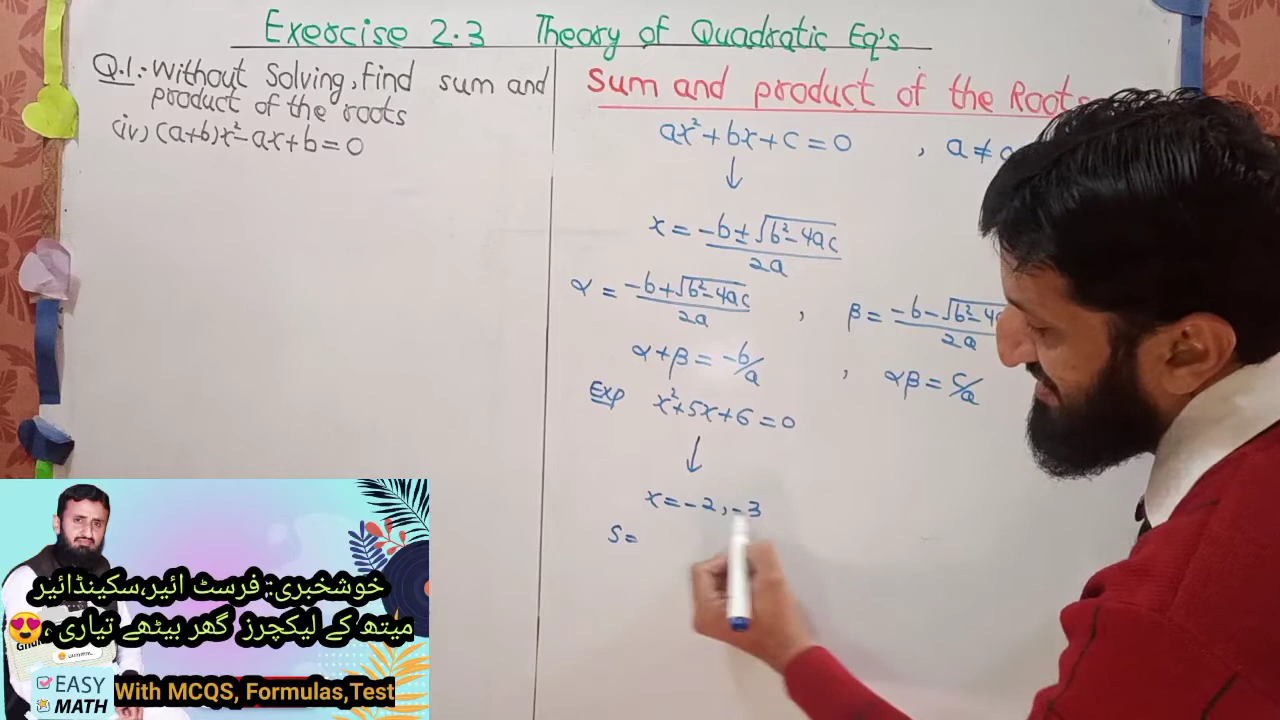 Exercise 2.3 Theory of Quadratic Eq's
Q.1:- Without Solving, Find sum and
product of the roots
(iv) (a+b)x²-ax+b=0
Sum and product of the Roots
ax²+bx+c=0 , a≠
x = -b±√b²-4ac/2a
α = -b+√b²-4ac/2a , β = -b-√b²-4
α+β = -b/a , αβ = c/a
Exp x²+5x+6=0
x=-2,-3
S=
خوشخبری: فرسٹ ائیر،سکینڈائیر
میتھ کے لیکچرز گھر بیٹھے تیاری ،😍
EASY
MATH
With MCQS, Formulas,Test